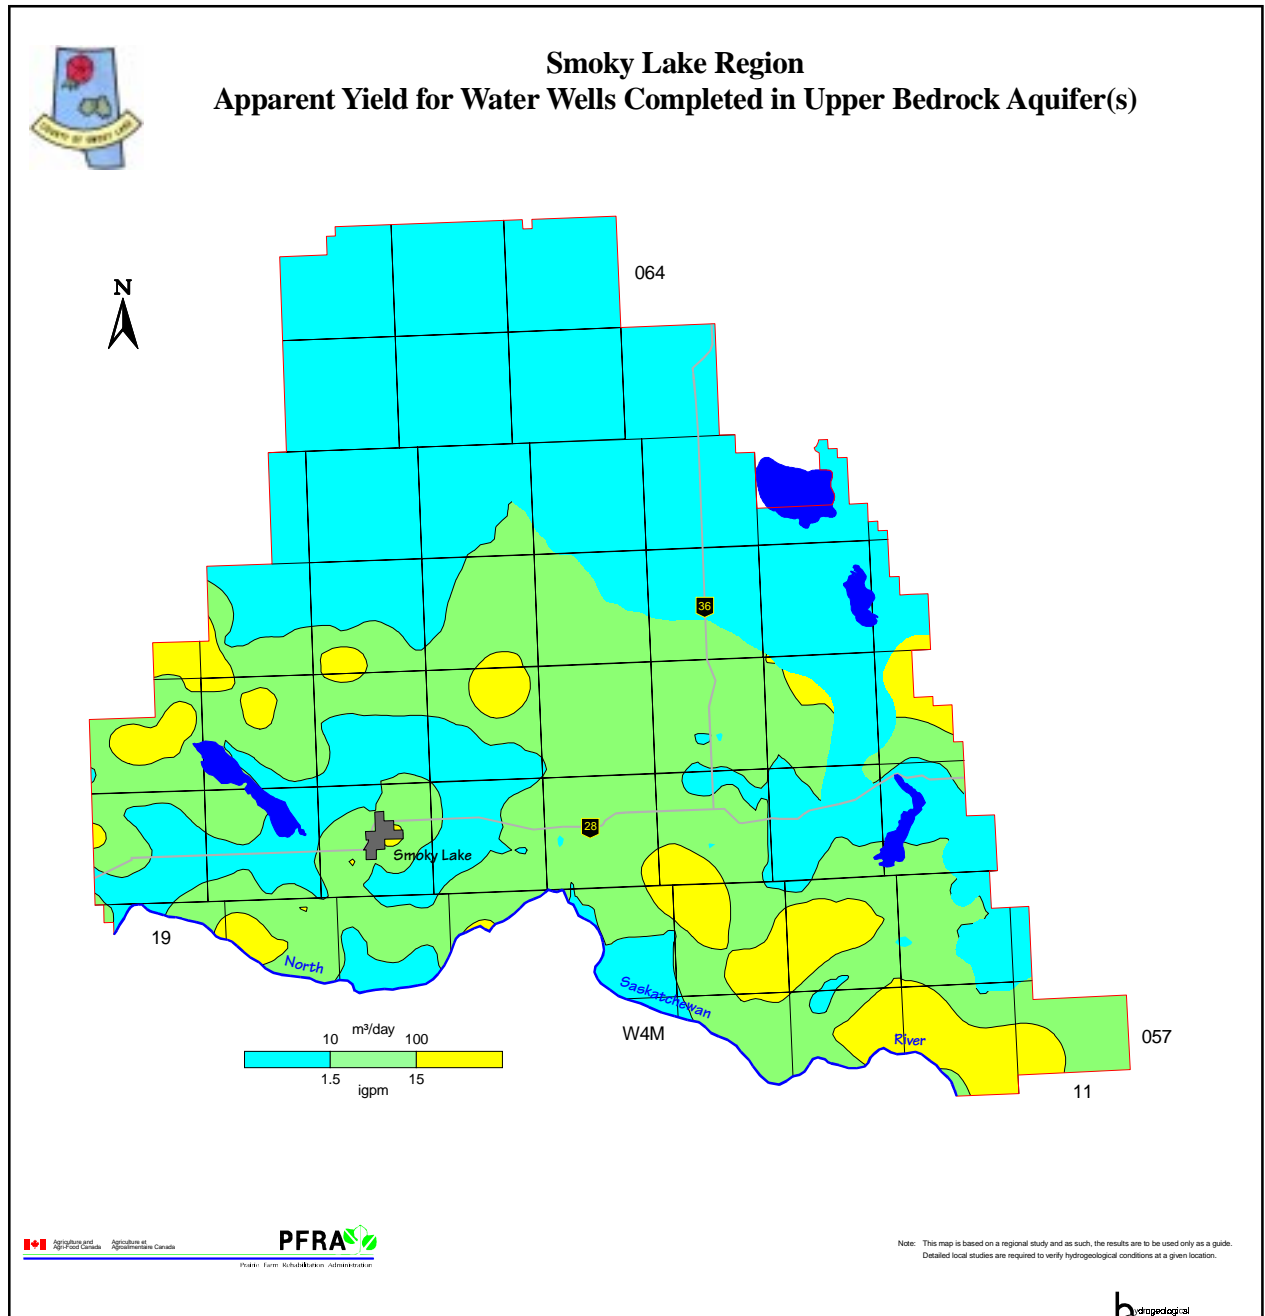 Smoky Lake Region
Apparent Yield for Water Wells Completed in Upper Bedrock Aquifer(s)
COUNTY OF SMOKY LAKE
N
064
36
28
Smoky Lake
19
North
Saskatchewan
W4M
River
057
11
m³/day
10 100
1.5 15
igpm
Agriculture and Agri-Food Canada
Agriculture et Agroalimentaire Canada
PFRA
Prairie Farm Rehabilitation Administration
Note: This map is based on a regional study and as such, the results are to be used only as a guide.
Detailed local studies are required to verify hydrogeological conditions at a given location.
hydrogeological